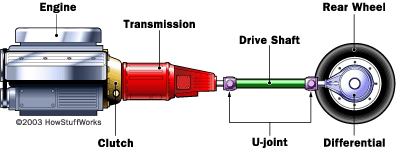 Engine
Transmission
Rear Wheel
Drive Shaft
©2003 HowStuffWorks
Clutch
U-joint
Differential